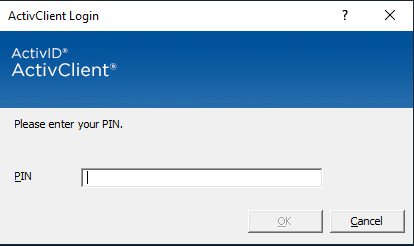 ActivClient Login
? ×
ActivID®
ActivClient®
Please enter your PIN.
PIN
OK Cancel